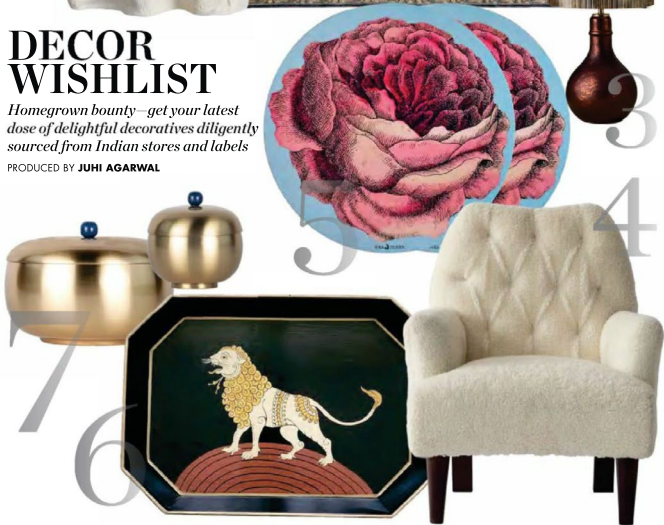 DECOR
WISHLIST
Homegrown bounty—get your latest
dose of delightful decoratives diligently
sourced from Indian stores and labels
PRODUCED BY JUHI AGARWAL
3
4
5
7
6